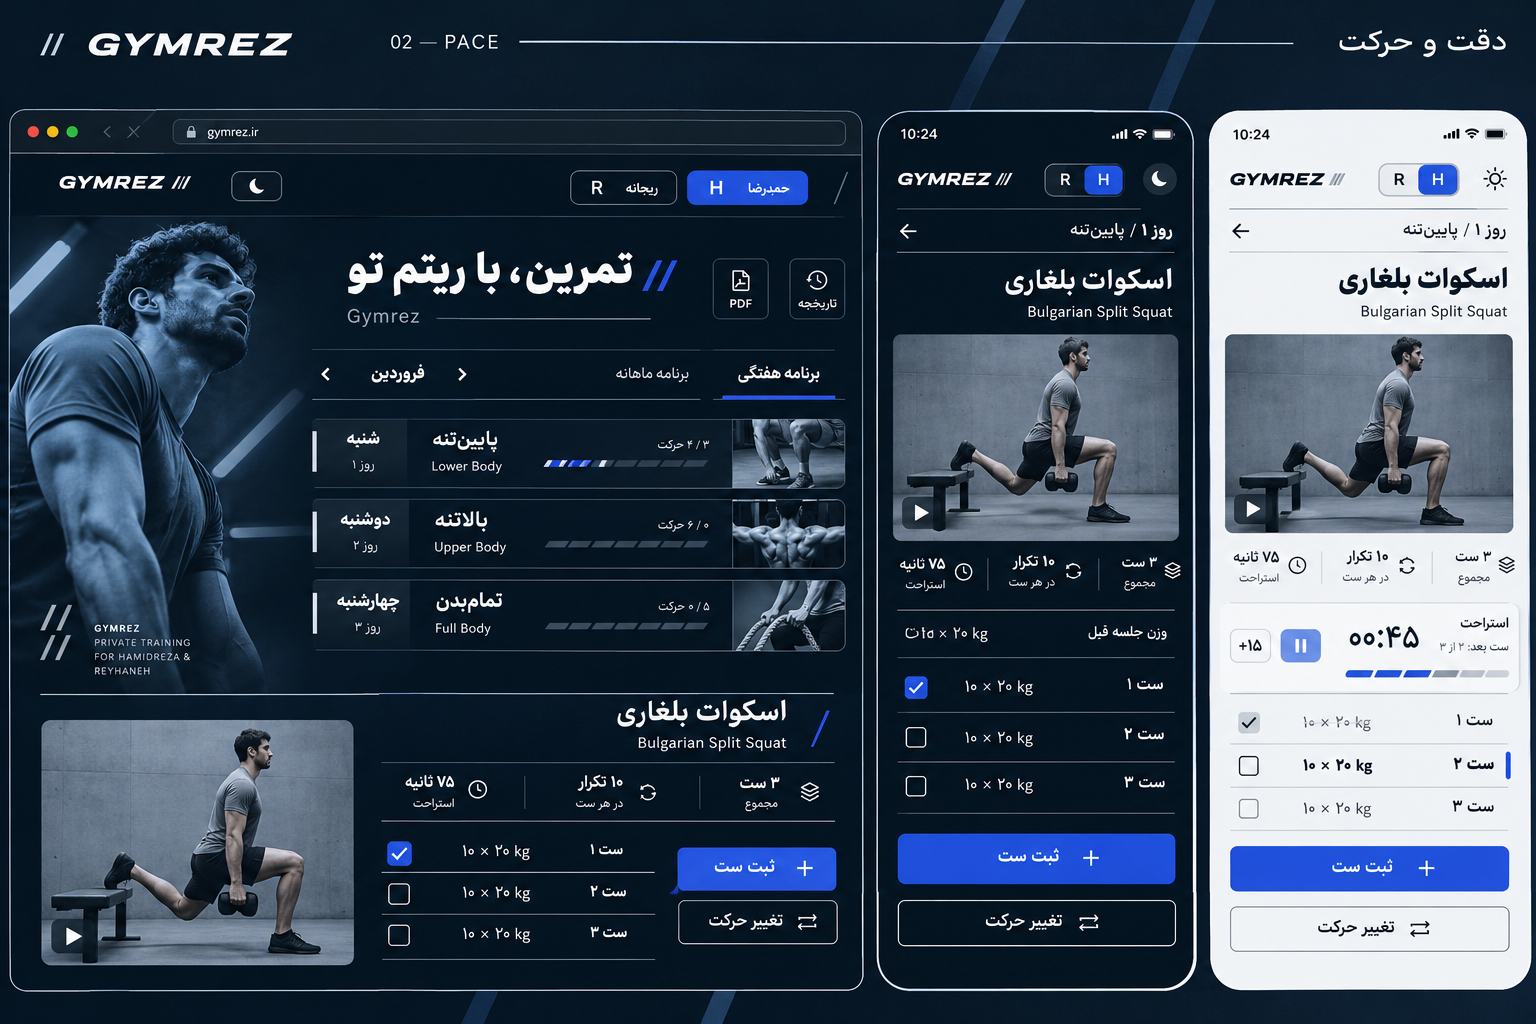 // GYMREZ
02 — PACE
دقت و حرکت
gymrez.ir
GYMREZ ///
R ریحانه
H حمدرضا
تمرین، با ریتم تو //
Gymrez
PDF
تاریخچه
فروردین
برنامه ماهانه
برنامه هفتگی
شنبه
روز ۱
پایین‌تنه
Lower Body
۴ / ۳ حرکت
دوشنبه
روز ۲
بالاتنه
Upper Body
۶ / ۰ حرکت
چهارشنبه
روز ۳
تمام‌بدن
Full Body
۰ / ۵ حرکت
GYMREZ
PRIVATE TRAINING
FOR HAMIDREZA &
REYHANEH
اسکوات بلغاری
Bulgarian Split Squat
۳ ست
مجموع
۱۰ تکرار
در هر ست
۷۵ ثانیه
استراحت
ست ۱
۱۰ × ۲۰ kg
ست ۲
۱۰ × ۲۰ kg
ست ۳
۱۰ × ۲۰ kg
ثبت ست +
تغییر حرکت
10:24
GYMREZ ///
R H
روز ۱ / پایین‌تنه
اسکوات بلغاری
Bulgarian Split Squat
۳ ست
مجموع
۱۰ تکرار
در هر ست
۷۵ ثانیه
استراحت
وزن جلسه قبل
× ۲۰ kg
ست ۱
۱۰ × ۲۰ kg
ست ۲
۱۰ × ۲۰ kg
ست ۳
۱۰ × ۲۰ kg
ثبت ست +
تغییر حرکت
10:24
GYMREZ ///
R H
روز ۱ / پایین‌تنه
اسکوات بلغاری
Bulgarian Split Squat
۳ ست
مجموع
۱۰ تکرار
در هر ست
۷۵ ثانیه
استراحت
استراحت
ست بعد: ۲ از ۳
۰۰:۴۵
+۱۵
ست ۱
۱۰ × ۲۰ kg
ست ۲
۱۰ × ۲۰ kg
ست ۳
۱۰ × ۲۰ kg
ثبت ست +
تغییر حرکت